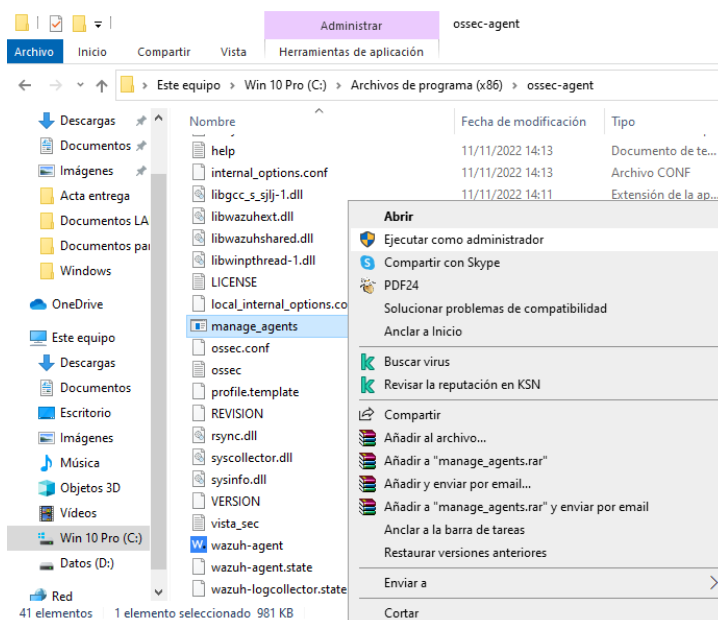 Administrar
ossec-agent
Archivo
Inicio
Compartir
Vista
Herramientas de aplicación
Este equipo > Win 10 Pro (C:) > Archivos de programa (x86) > ossec-agent
Descargas
Documentos
Imágenes
Acta entrega
Documentos LA
Documentos pa
Windows
OneDrive
Este equipo
Descargas
Documentos
Escritorio
Imágenes
Música
Objetos 3D
Vídeos
Win 10 Pro (C:)
Datos (D:)
Red
Nombre Fecha de modificación Tipo
help 11/11/2022 14:13 Documento de te...
internal_options.conf 11/11/2022 14:13 Archivo CONF
libgcc_s_sjlj-1.dll 11/11/2022 14:11 Extensión de la ap...
libwazuhext.dll
libwazuhshared.dll
libwinpthread-1.dll
LICENSE
local_internal_options.co
manage_agents
ossec.conf
ossec
profile.template
REVISION
rsync.dll
syscollector.dll
sysinfo.dll
VERSION
vista_sec
wazuh-agent
wazuh-agent.state
wazuh-logcollector.state
Abrir
Ejecutar como administrador
Compartir con Skype
PDF24
Solucionar problemas de compatibilidad
Anclar a Inicio
Buscar virus
Revisar la reputación en KSN
Compartir
Añadir al archivo...
Añadir a "manage_agents.rar"
Añadir y enviar por email...
Añadir a "manage_agents.rar" y enviar por email
Anclar a la barra de tareas
Restaurar versiones anteriores
Enviar a
Cortar
41 elementos 1 elemento seleccionado 981 KB